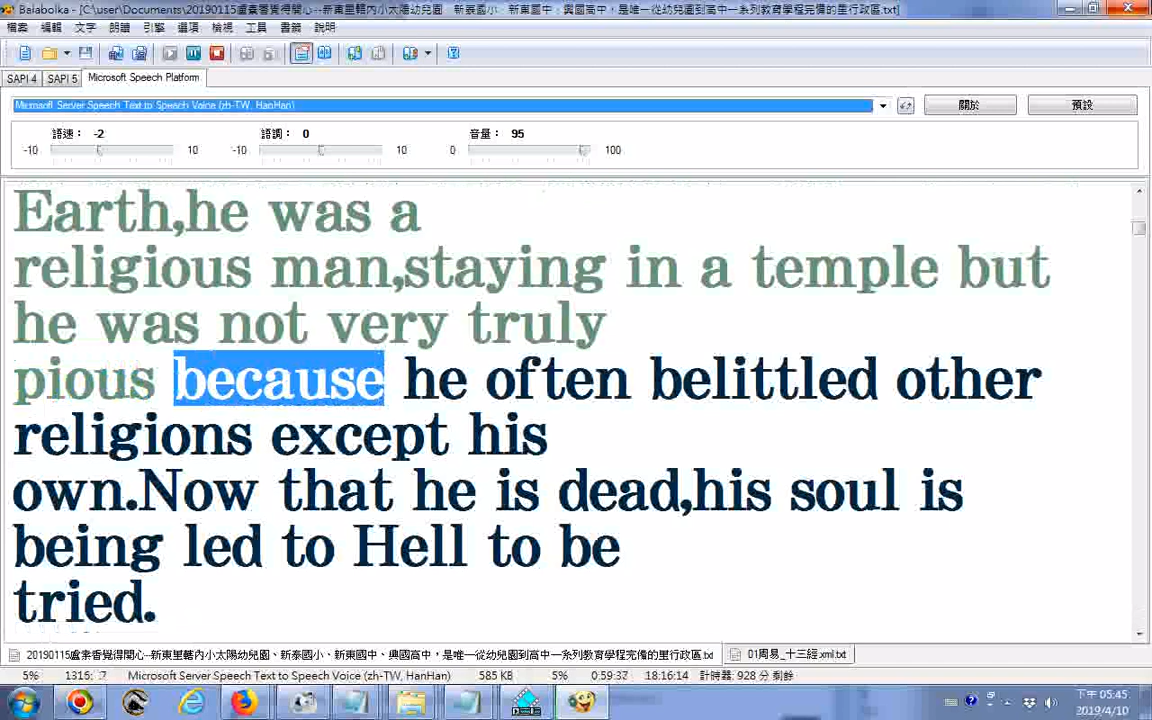 Balabolka - [C:\user\Documents\20190115盧素香覺得開心--新東里轄內小太陽幼兒園、新泰國小、新東國中、興國高中，是唯一從幼兒園到高中一系列教育學程完備的里行政區.txt]
檔案 編輯 文字 朗讀 引擎 選項 檢視 工具 書籤 說明
SAPI 4 SAPI 5 Microsoft Speech Platform
Microsoft Server Speech Text to Speech Voice (zh-TW, HanHan) 關於 預設
語速： -2 語調： 0 音量： 95
-10 10 -10 10 0 100
Earth,he was a
religious man,staying in a temple but
he was not very truly
pious because he often belittled other
religions except his
own.Now that he is dead,his soul is
being led to Hell to be
tried.
20190115盧素香覺得開心--新東里轄內小太陽幼兒園、新泰國小、新東國中、興國高中，是唯一從幼兒園到高中一系列教育學程完備的里行政區.txt 01周易_十三經.xml.txt
5% Microsoft Server Speech Text to Speech Voice (zh-TW, HanHan) 585 KB 5% 0:59:37 18:16:14 計時器: 928 分 剩餘
下午 05:45
2019/4/10